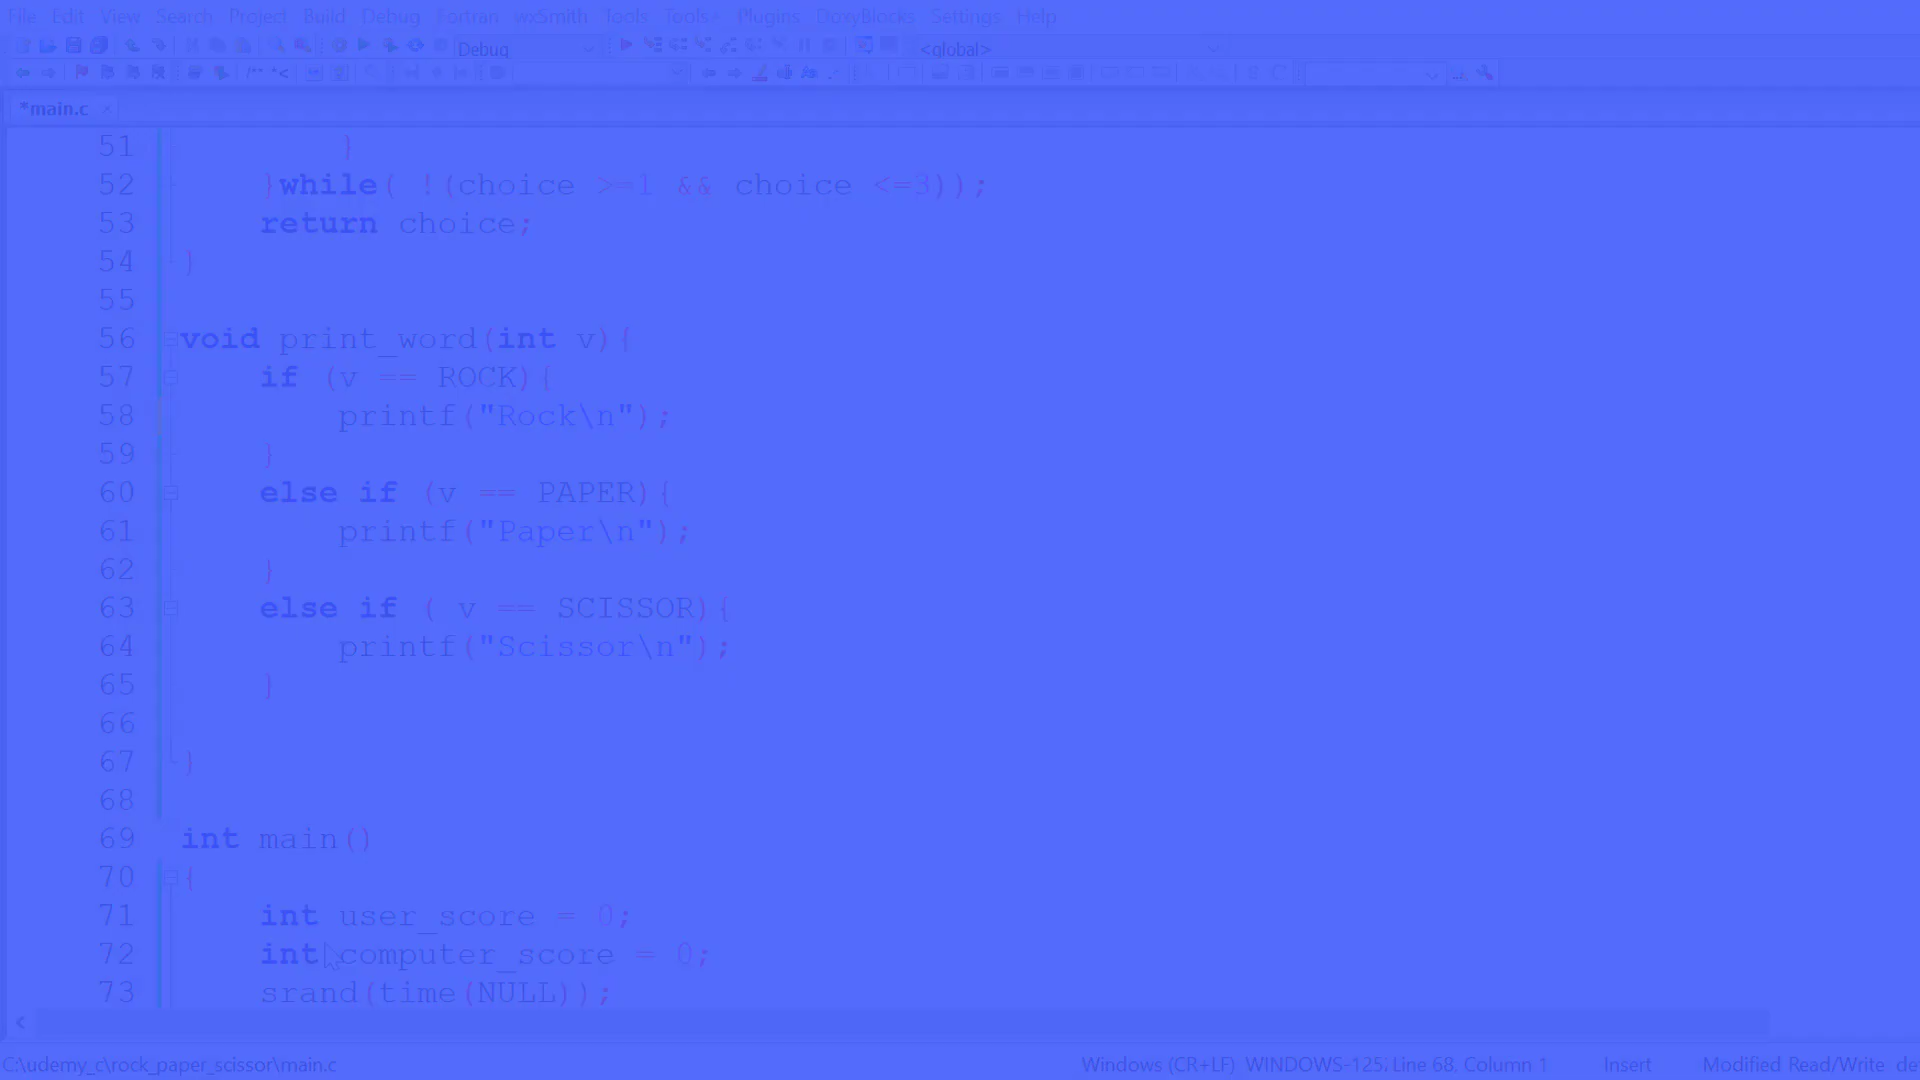 File Edit View Search Project Build Debug Fortran wxSmith Tools Tools+ Plugins DoxyBlocks Settings Help
Debug <global>
*main.c ×
51 }
52 }while( !(choice >=1 && choice <=3));
53 return choice;
54 }
55
56 void print_word(int v){
57 if (v == ROCK){
58 printf("Rock\n");
59 }
60 else if (v == PAPER){
61 printf("Paper\n");
62 }
63 else if ( v == SCISSOR){
64 printf("Scissor\n");
65 }
66
67 }
68
69 int main()
70 {
71 int user_score = 0;
72 int computer_score = 0;
73 srand(time(NULL));
C:\udemy_c\rock_paper_scissor\main.c Windows (CR+LF) WINDOWS-125 Line 68, Column 1 Insert Modified Read/Write de